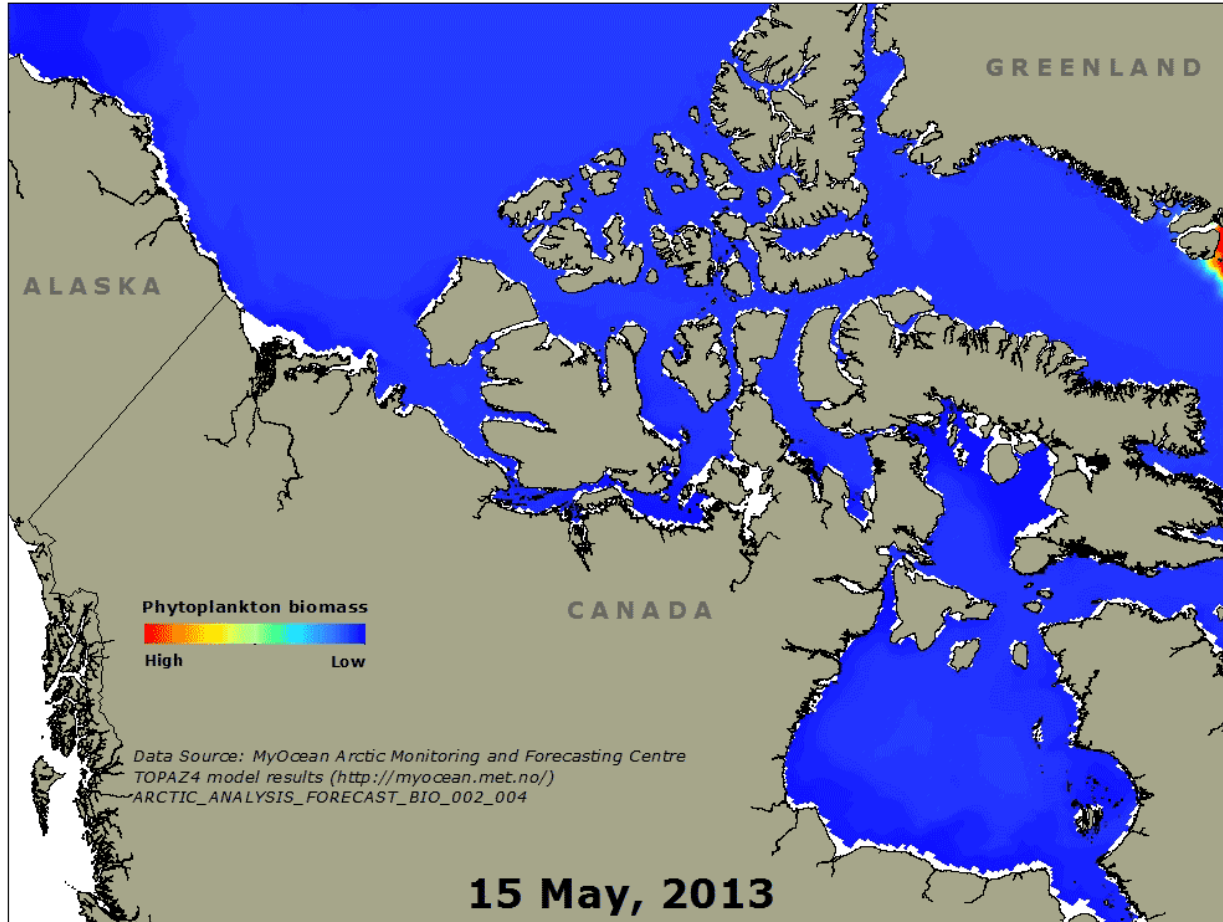 GREENLAND
ALASKA
CANADA
Phytoplankton biomass
High Low
Data Source: MyOcean Arctic Monitoring and Forecasting Centre
TOPAZ4 model results (http://myocean.met.no/)
ARCTIC_ANALYSIS_FORECAST_BIO_002_004
15 May, 2013